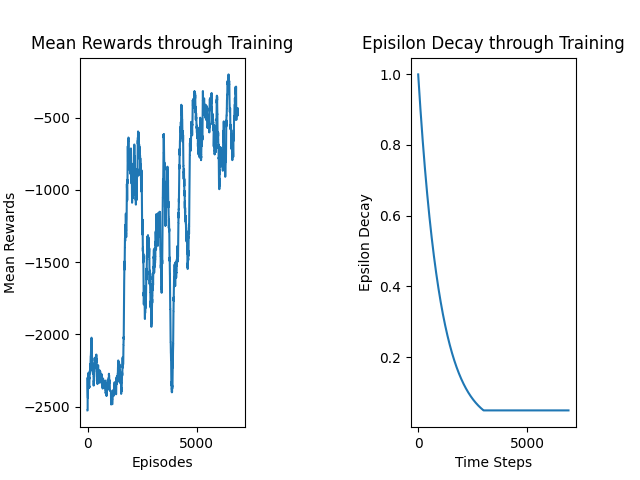 Mean Rewards through Training
Mean Rewards
−500
−1000
−1500
−2000
−2500
0
5000
Episodes
Episilon Decay through Training
Epsilon Decay
1.0
0.8
0.6
0.4
0.2
0
5000
Time Steps